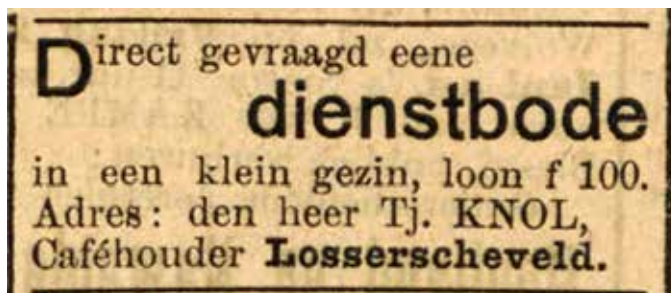 Direct gevraagd eene
dienstbode
in een klein gezin, loon f 100.
Adres: den heer Tj. KNOL,
Caféhouder Losserscheveld.